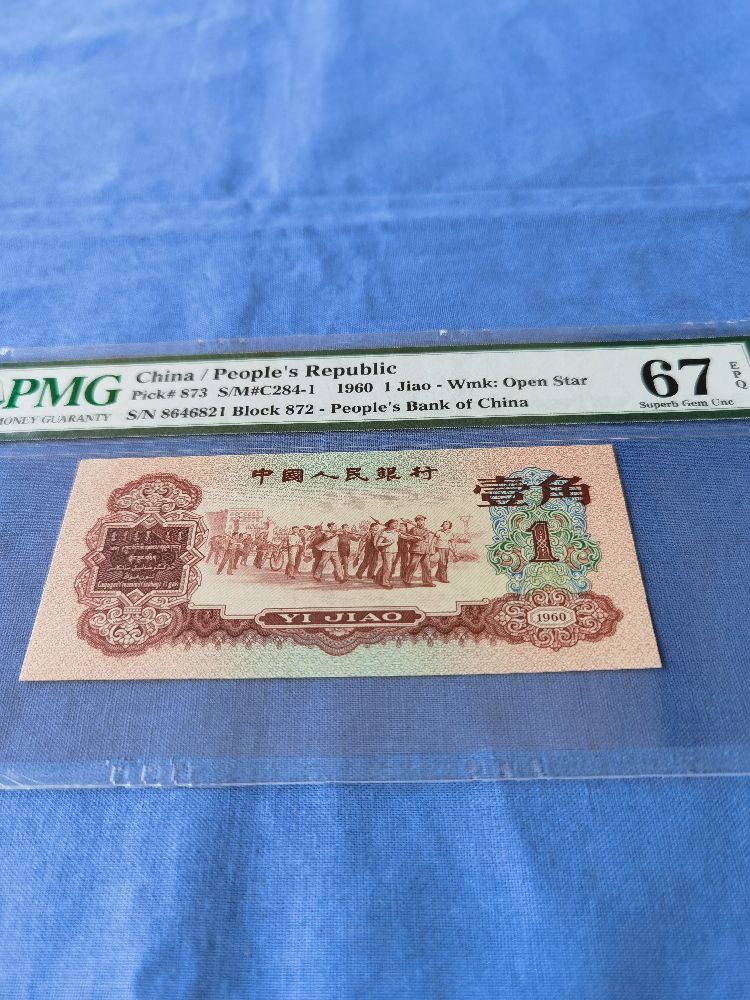 PMG
MONLY GUARANTY
China / People's Republic
Pick# 873 S/M#C284-1 1960 1 Jiao - Wmk: Open Star
S/N 8646821 Block 872 - People's Bank of China
67 EPQ
Superb Gem Unc
中國人民銀行
壹角
1
YI JIAO
1960